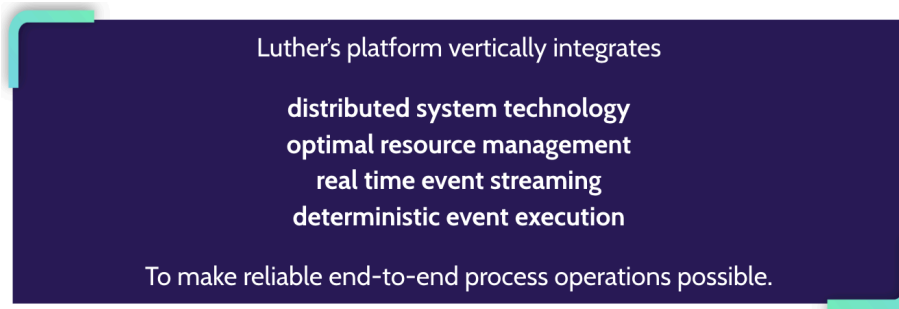 Luther’s platform vertically integrates
distributed system technology
optimal resource management
real time event streaming
deterministic event execution
To make reliable end-to-end process operations possible.